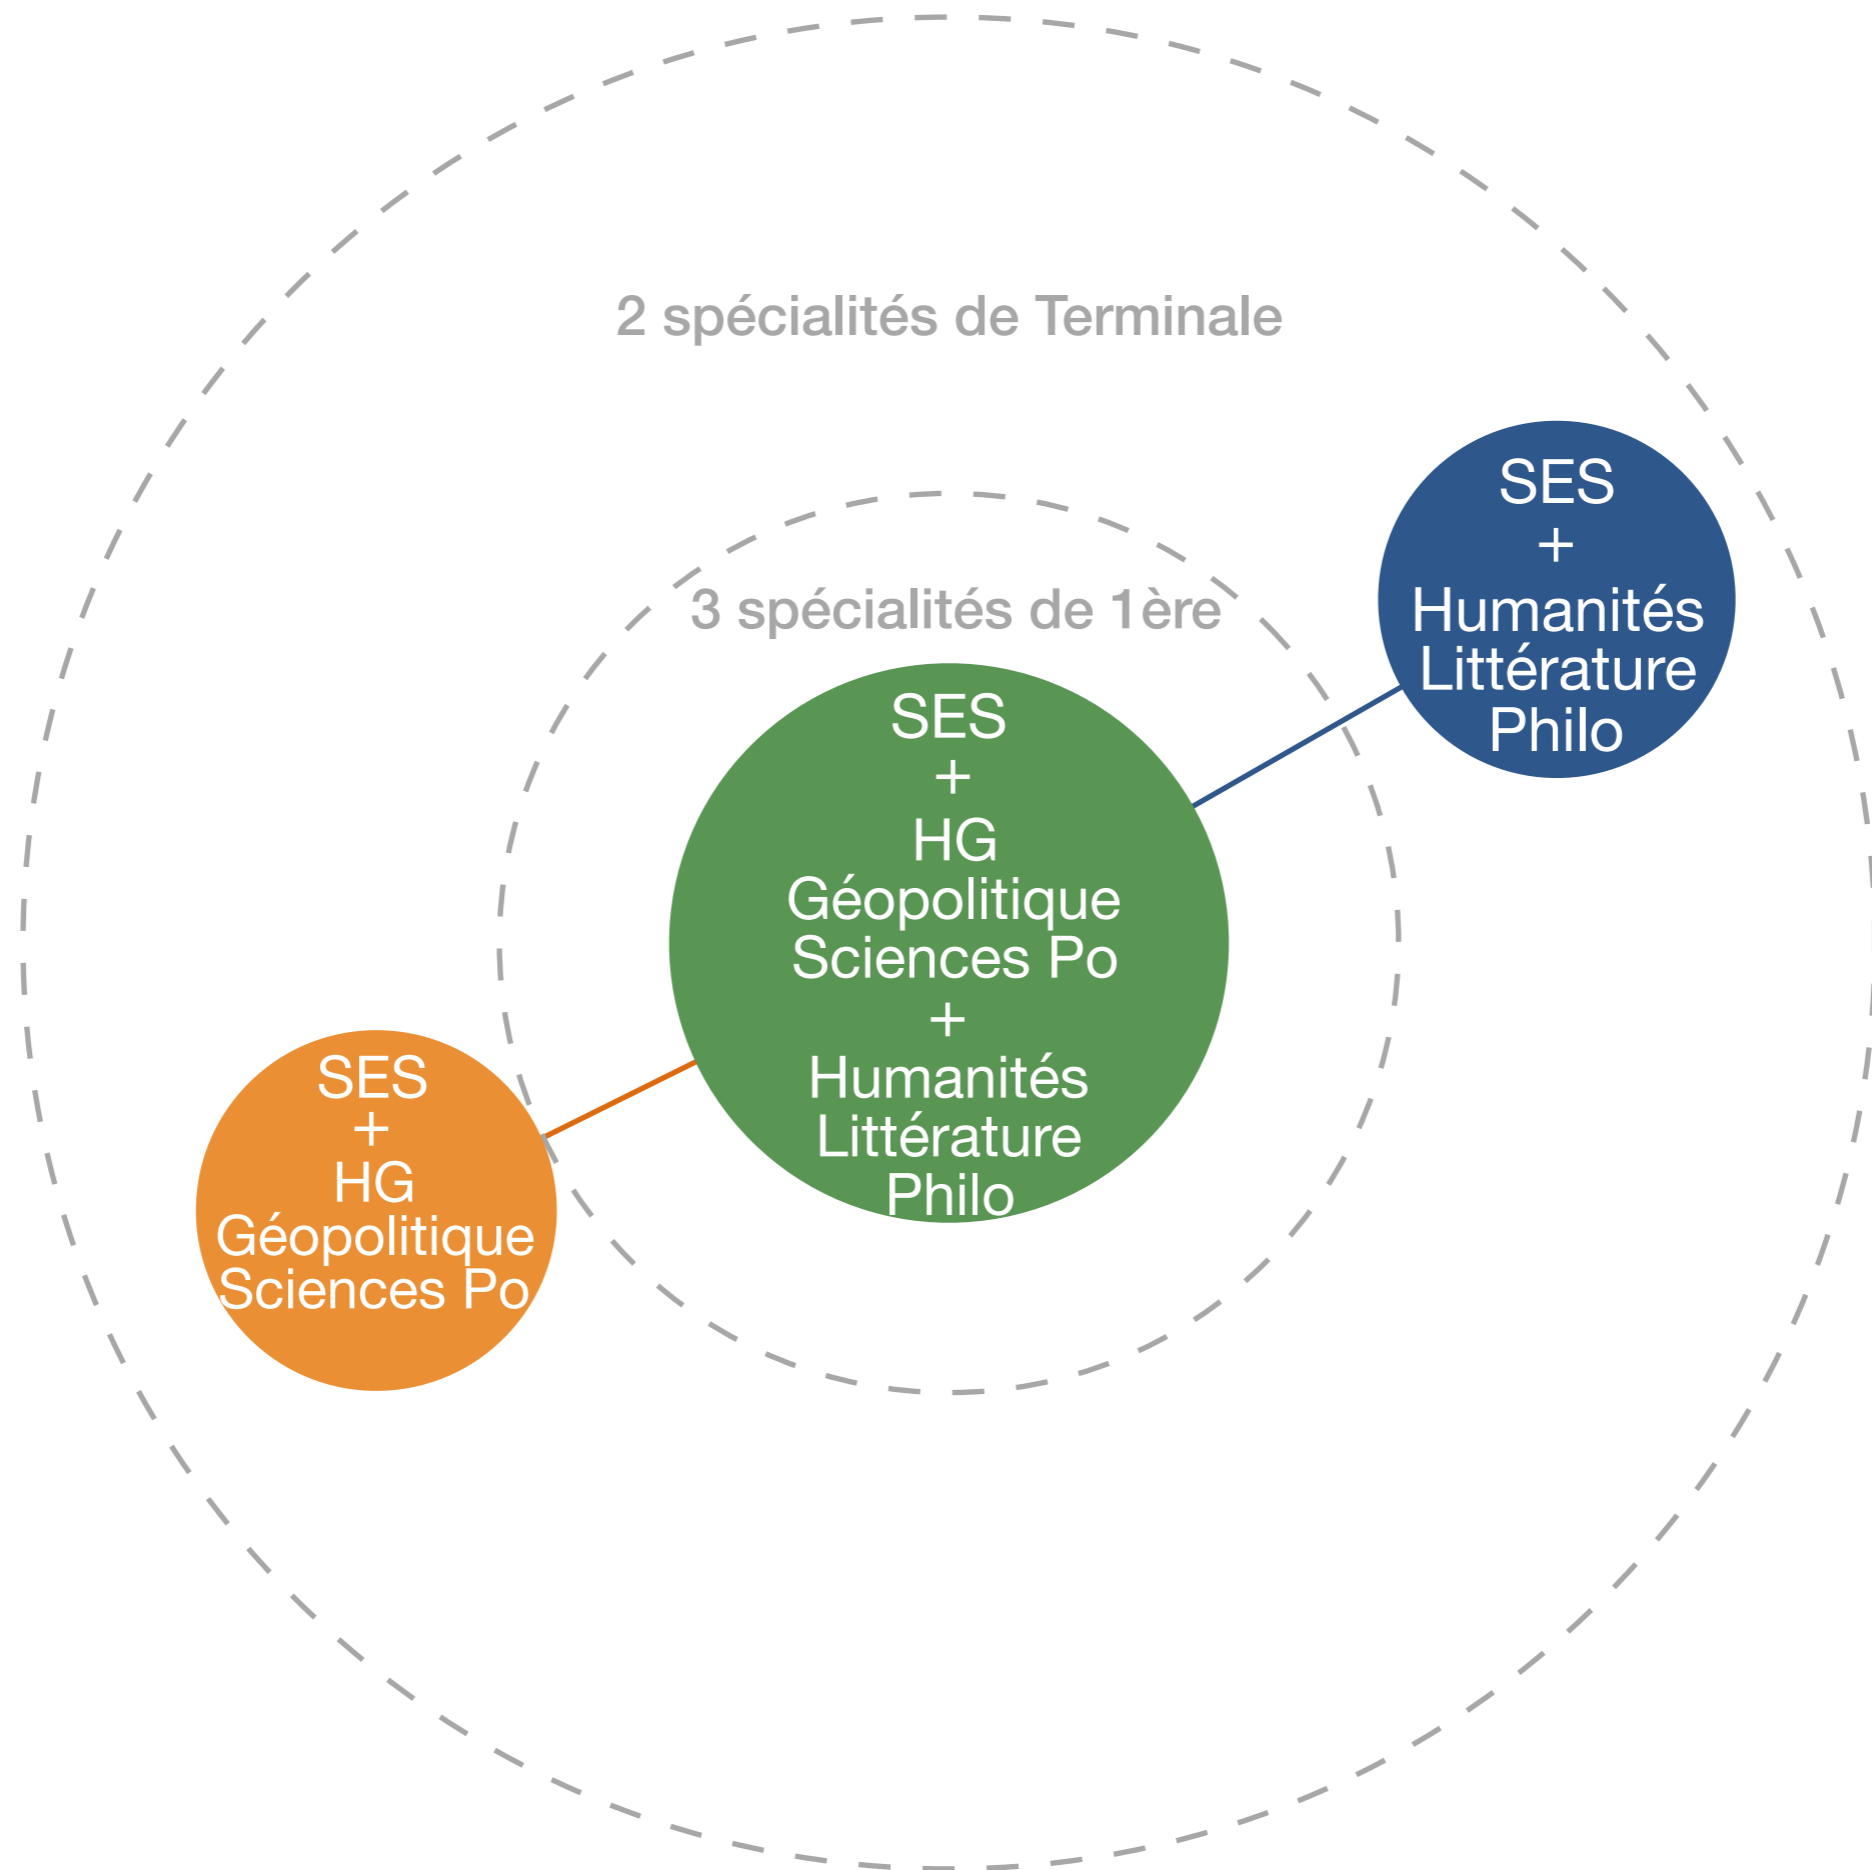 2 spécialités de Terminale
3 spécialités de 1ère
SES
+
Humanités
Littérature
Philo
SES
+
HG
Géopolitique
Sciences Po
+
Humanités
Littérature
Philo
SES
+
HG
Géopolitique
Sciences Po